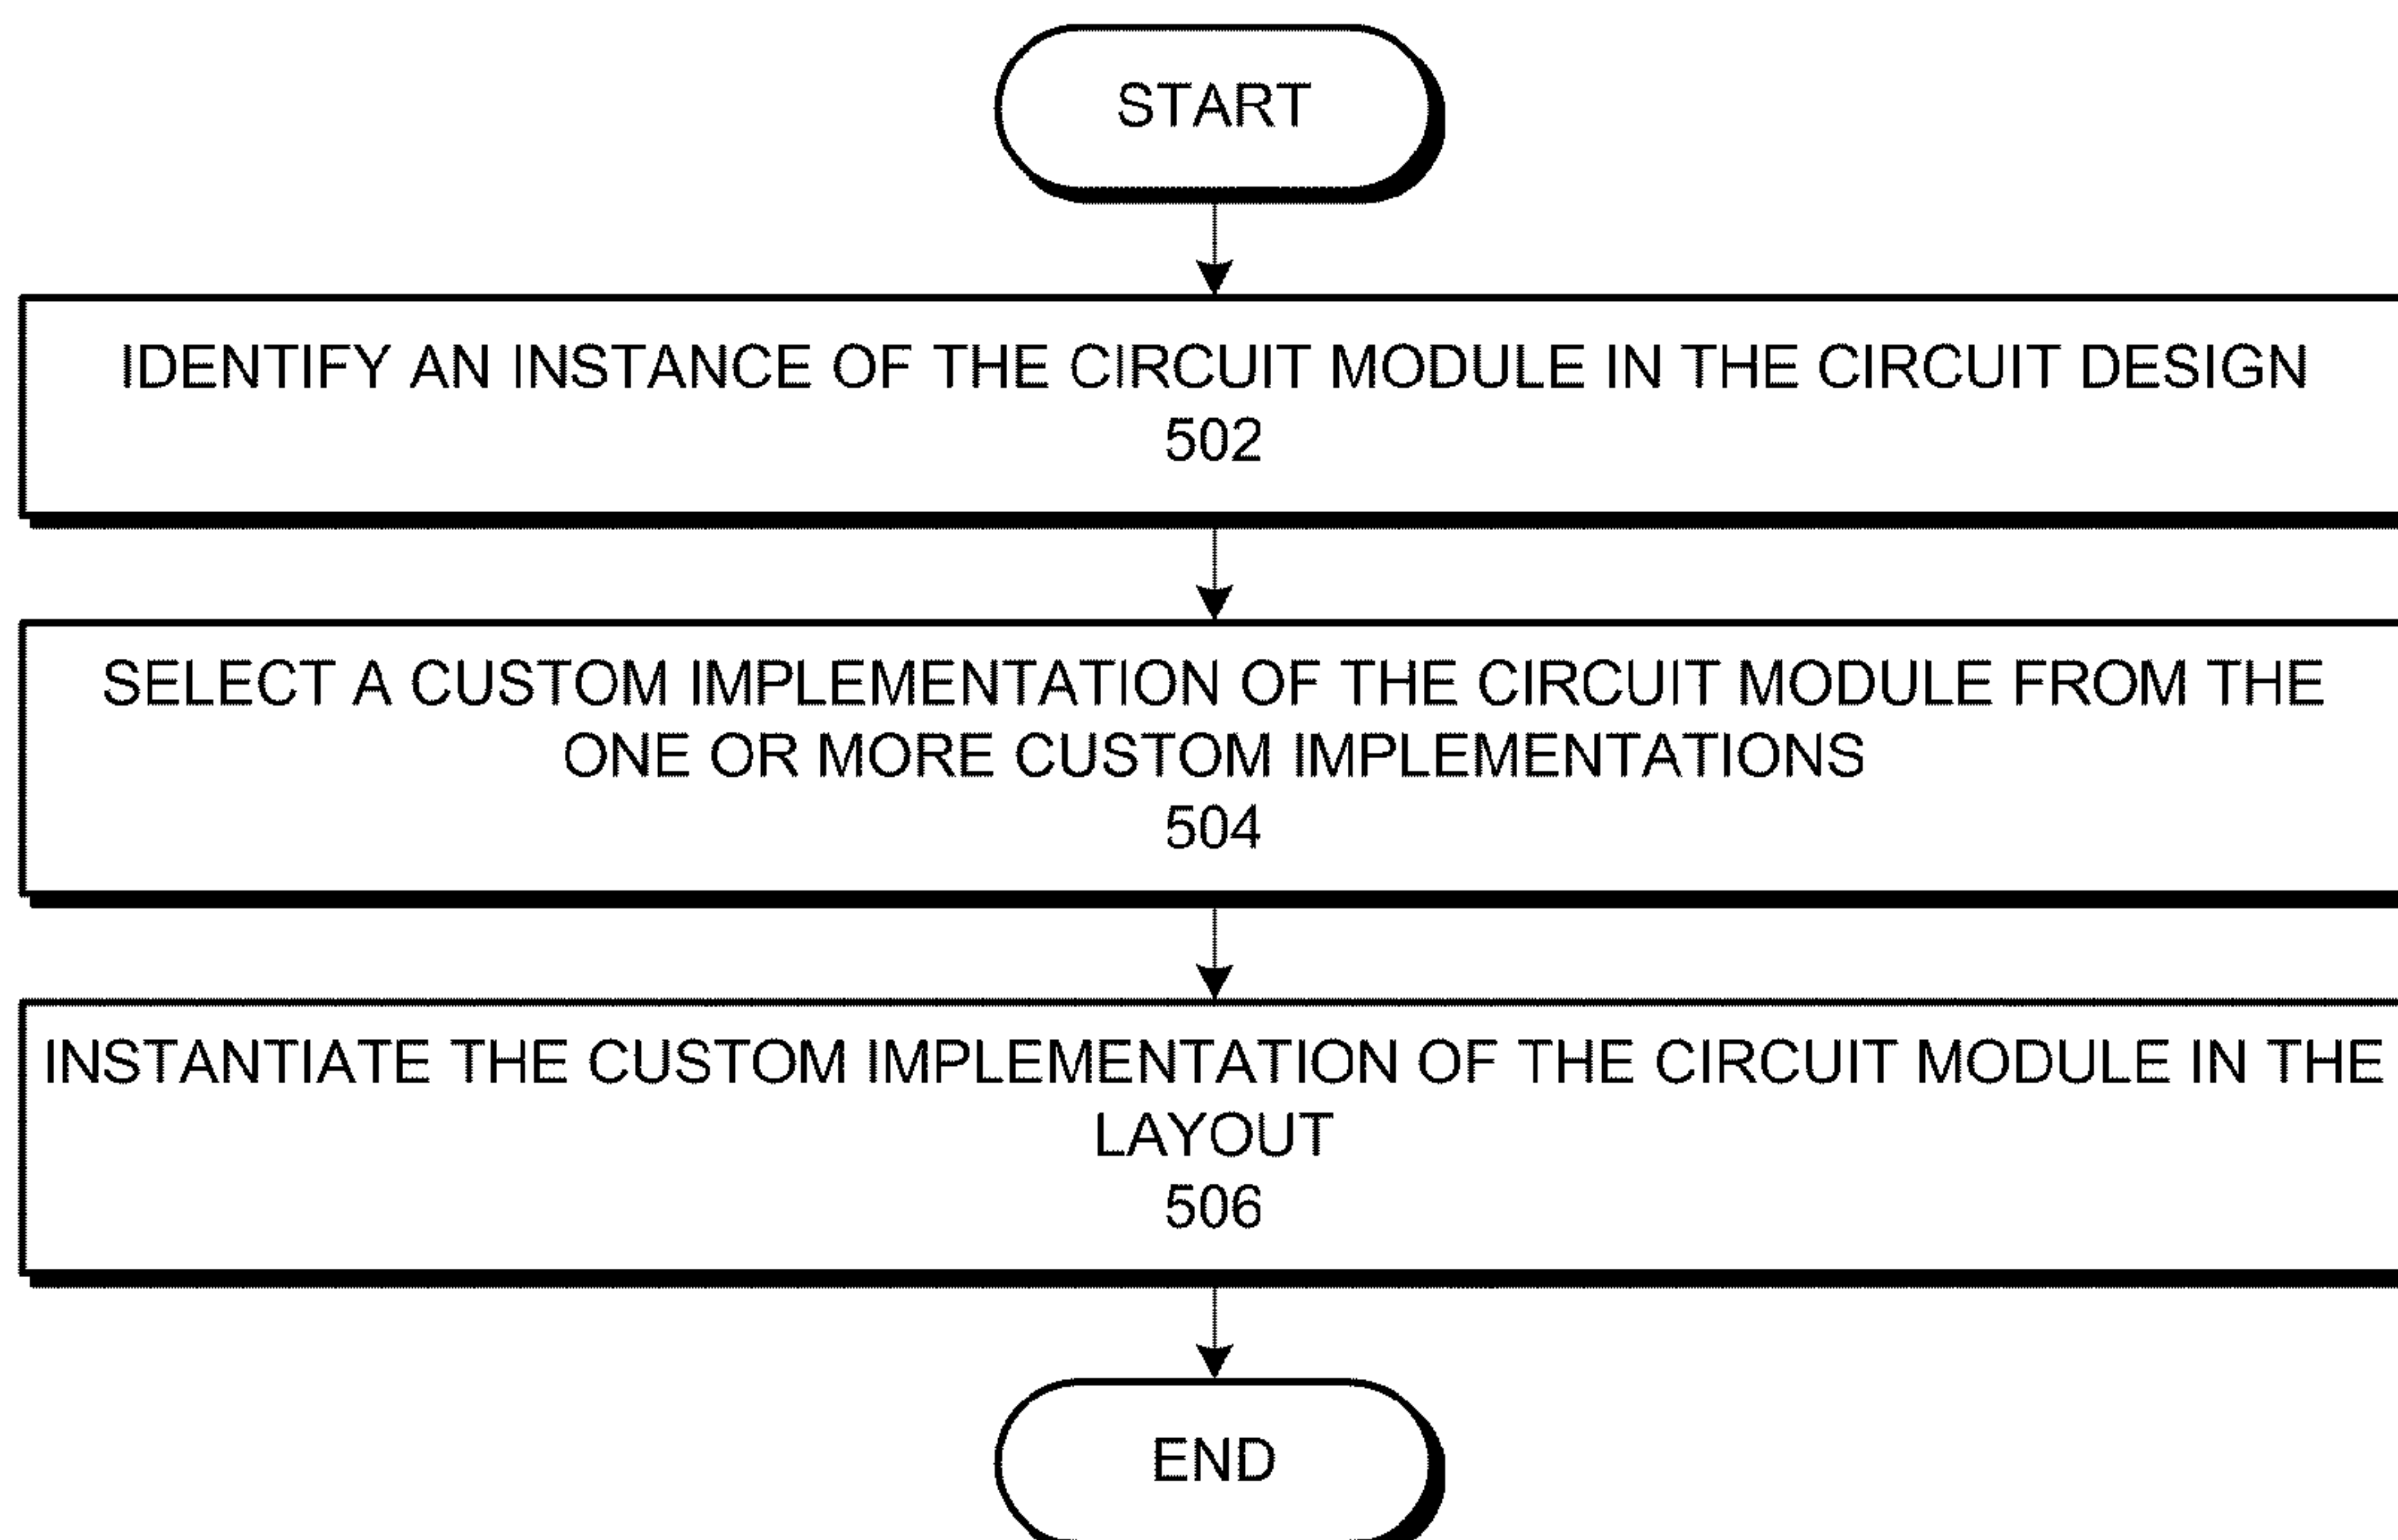 START
IDENTIFY AN INSTANCE OF THE CIRCUIT MODULE IN THE CIRCUIT DESIGN
502
SELECT A CUSTOM IMPLEMENTATION OF THE CIRCUIT MODULE FROM THE
ONE OR MORE CUSTOM IMPLEMENTATIONS
504
INSTANTIATE THE CUSTOM IMPLEMENTATION OF THE CIRCUIT MODULE IN THE
LAYOUT
506
END